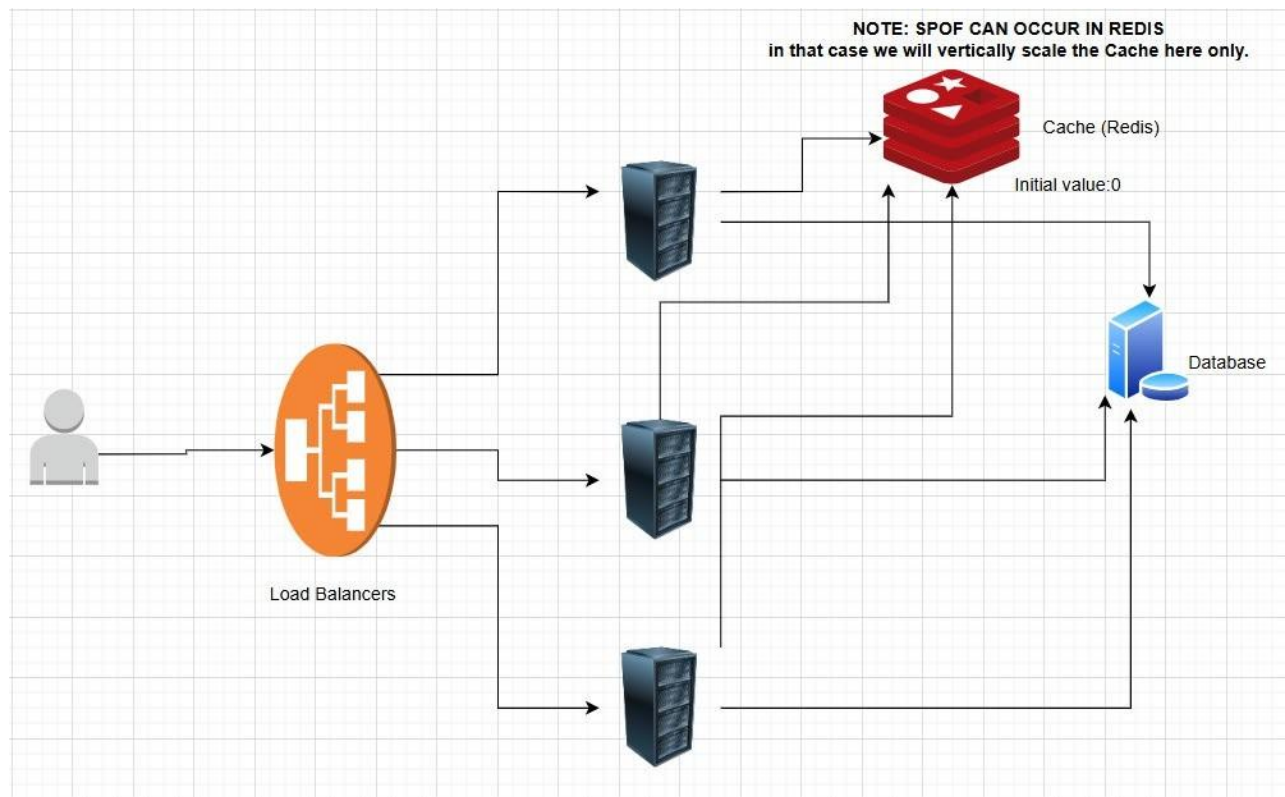 NOTE: SPOF CAN OCCUR IN REDIS
in that case we will vertically scale the Cache here only.
Cache (Redis)
Initial value:0
Database
Load Balancers